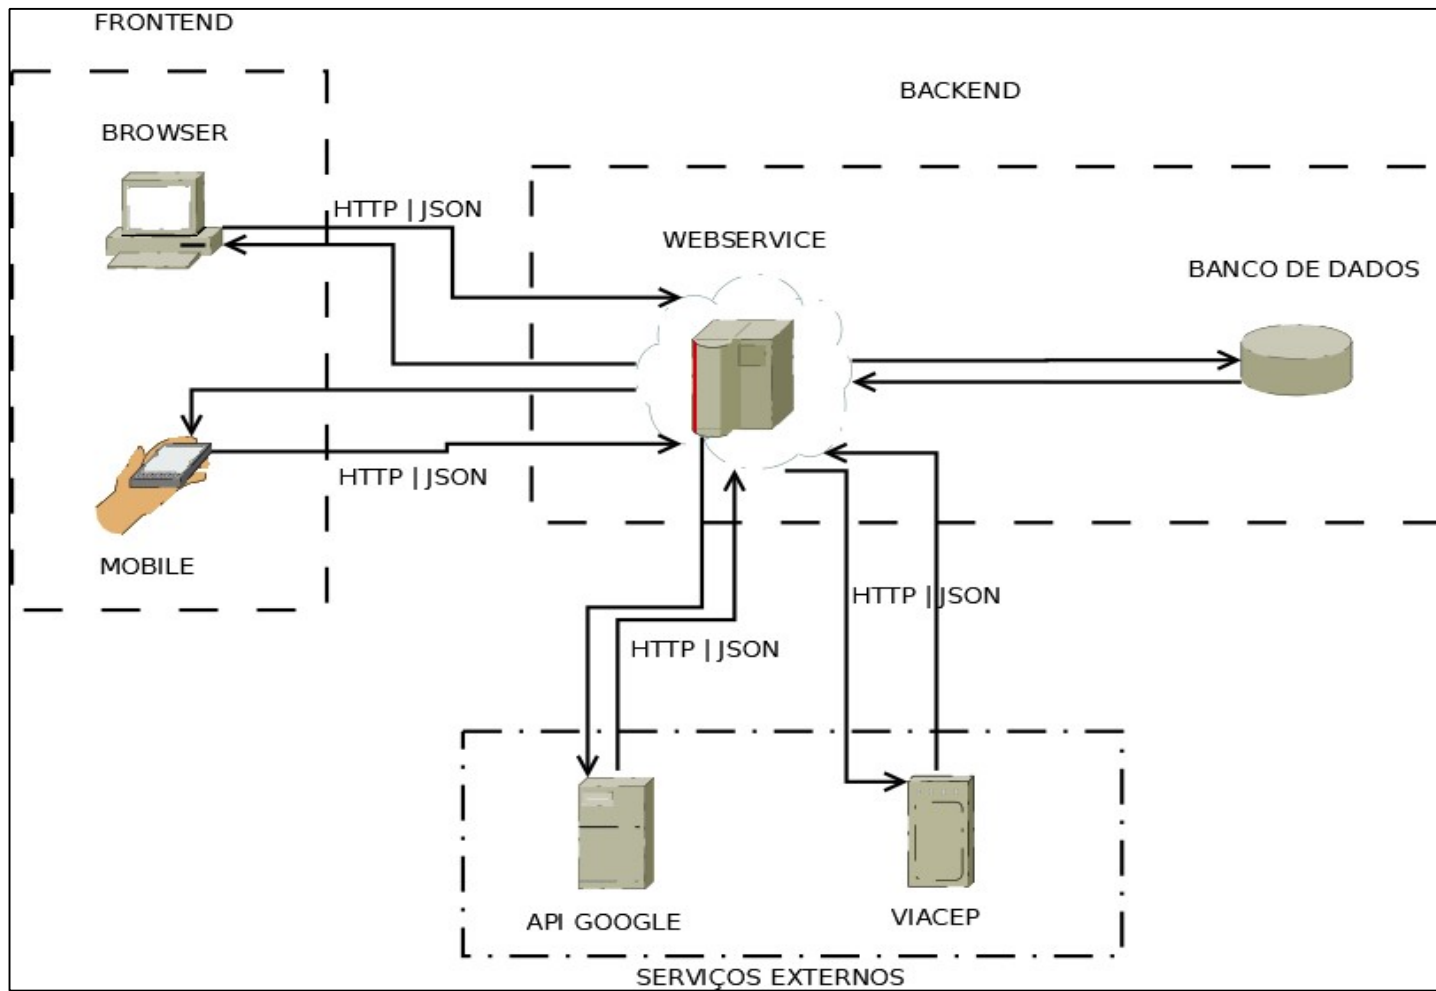 FRONTEND
BACKEND
BROWSER
HTTP | JSON
WEBSERVICE
BANCO DE DADOS
HTTP | JSON
MOBILE
HTTP | JSON
HTTP | JSON
API GOOGLE
VIACEP
SERVIÇOS EXTERNOS